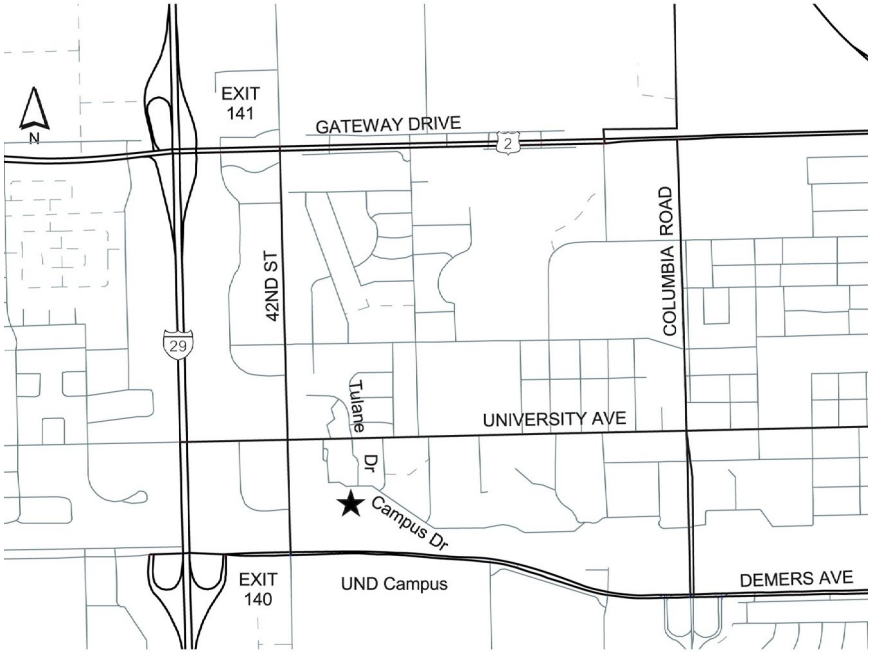 EXIT
141
GATEWAY DRIVE
2
N
COLUMBIA ROAD
42ND ST
29
Tulane Dr
UNIVERSITY AVE
Campus Dr
EXIT
140
UND Campus
DEMERS AVE